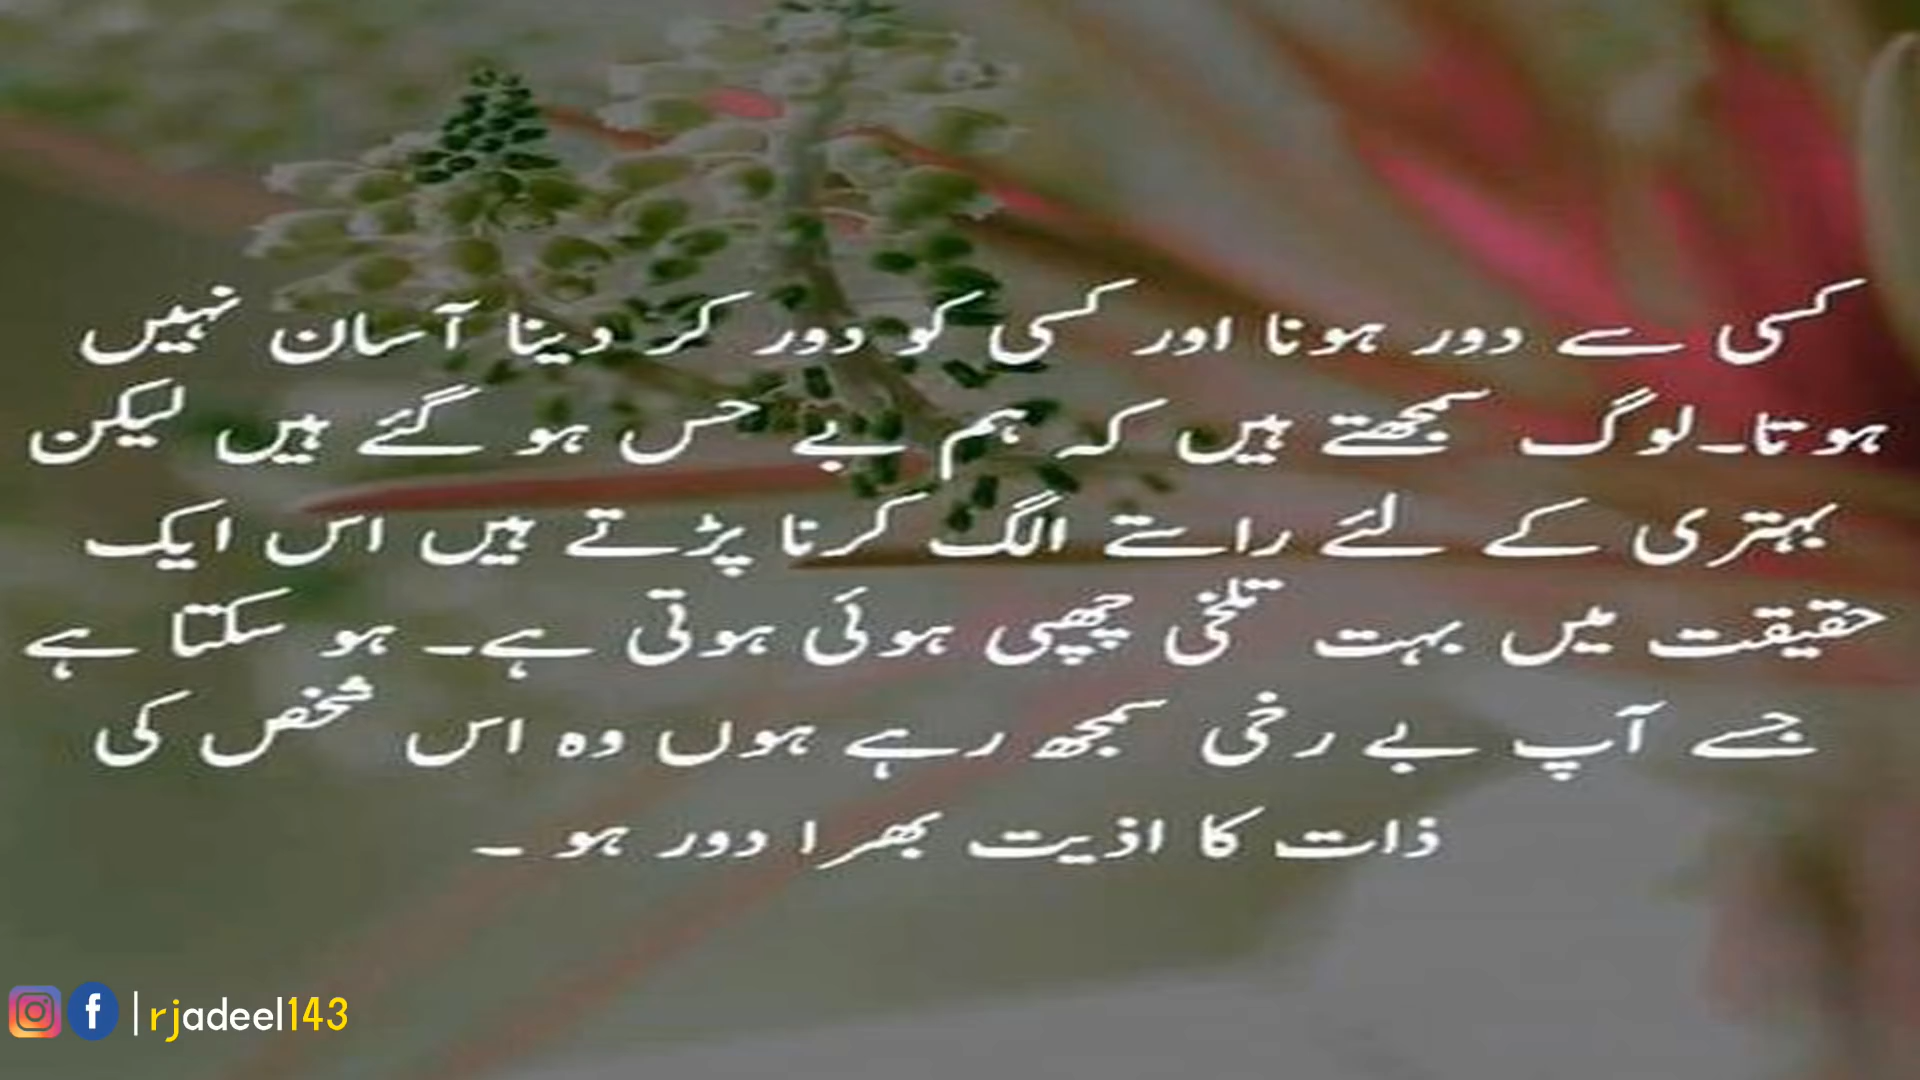 کسی سے دور ہونا اور کسی کو دور کر دینا آسان نہیں
ہوتا۔لوگ سمجھتے ہیں کہ ہم بے حس ہو گئے ہیں لیکن
بہتری کے لئے راستے الگ کرنا پڑتے ہیں اس ایک
حقیقت میں بہت تلخی چھپی ہوئی ہوتی ہے۔ ہو سکتا ہے
جسے آپ بے رخی سمجھ رہے ہوں وہ اس شخص کی
ذات کا اذیت بھرا دور ہو ۔
|rjadeel143